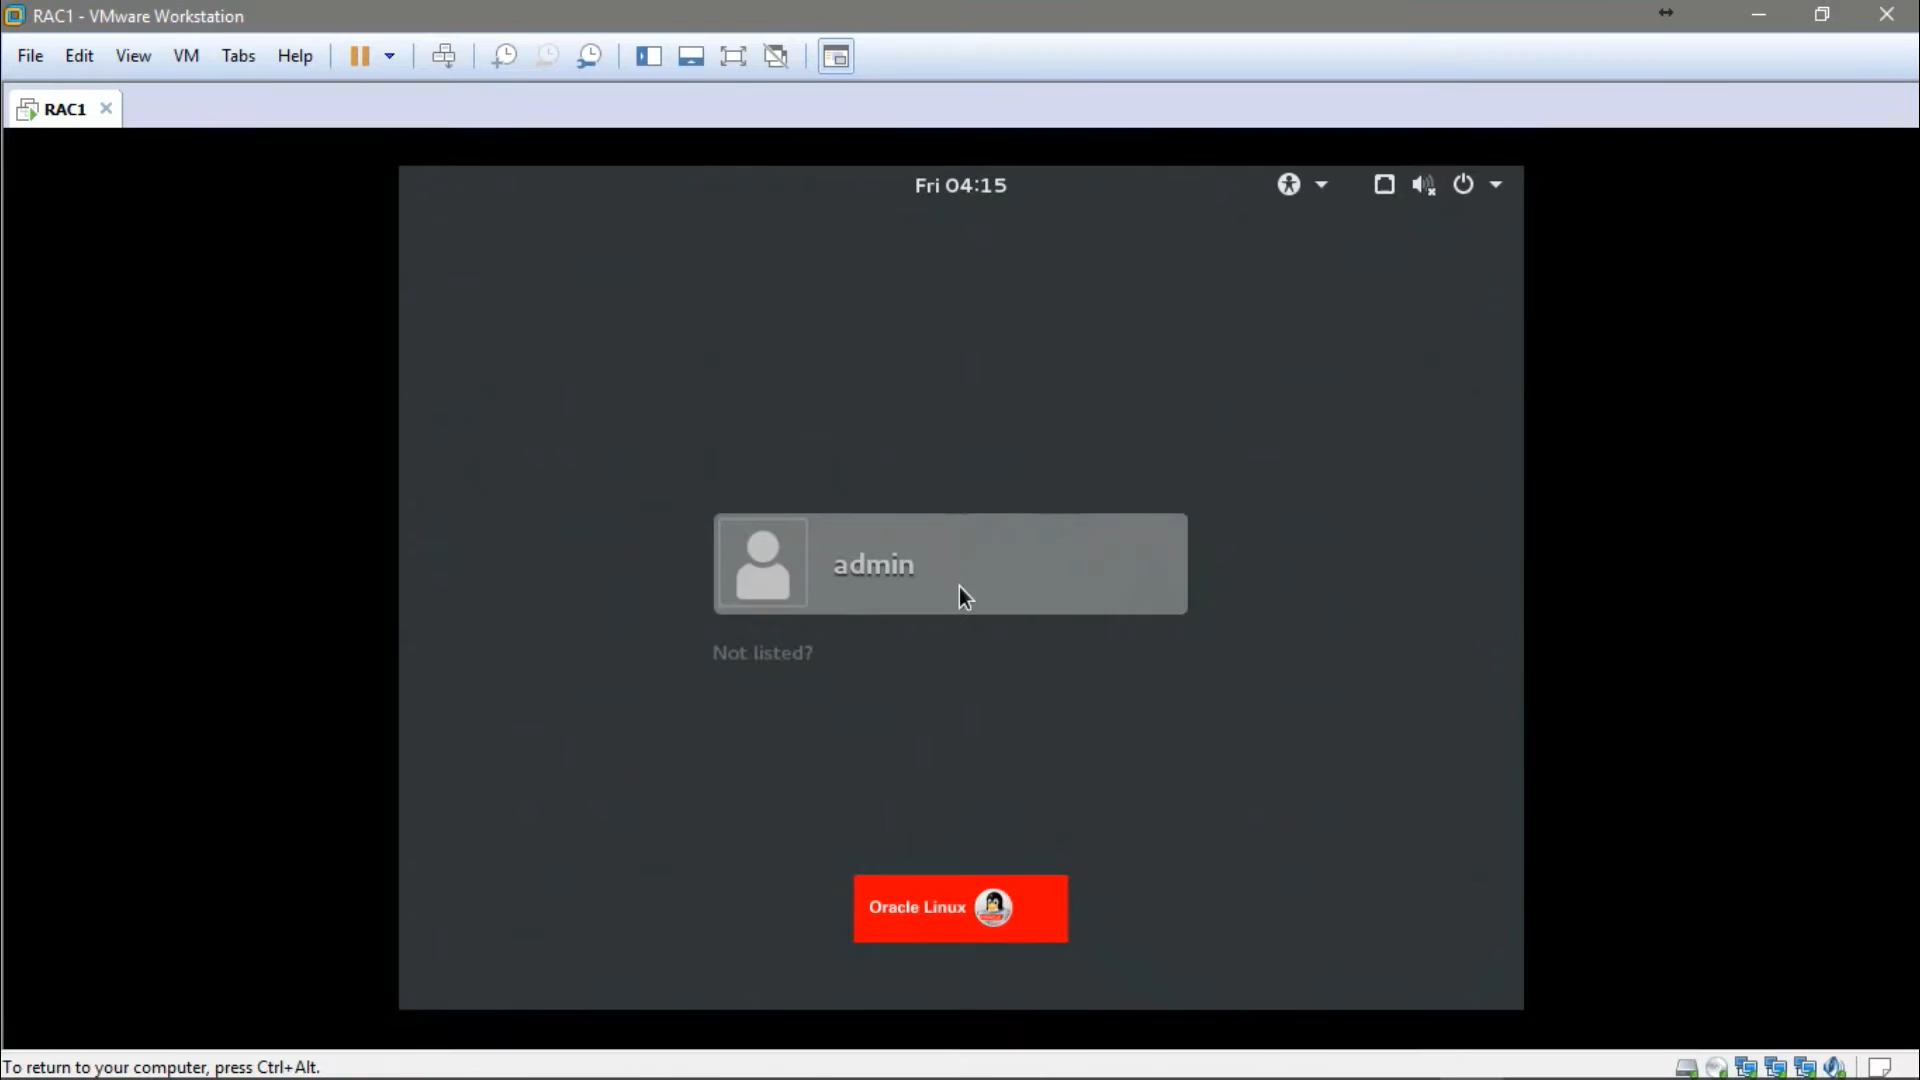 RAC1 - VMware Workstation
File Edit View VM Tabs Help
RAC1
Fri 04:15
admin
Not listed?
Oracle Linux
To return to your computer, press Ctrl+Alt.